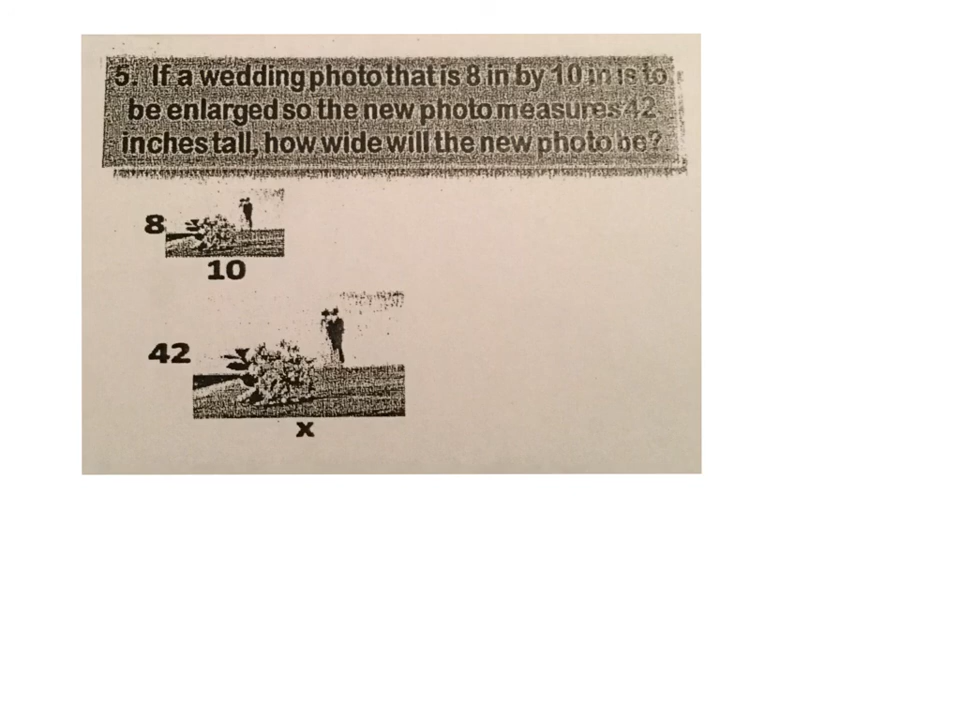 5. If a wedding photo that is 8 in by 10 in is to
be enlarged so the new photo measures 42
inches tall, how wide will the new photo be?
8
10
42
x